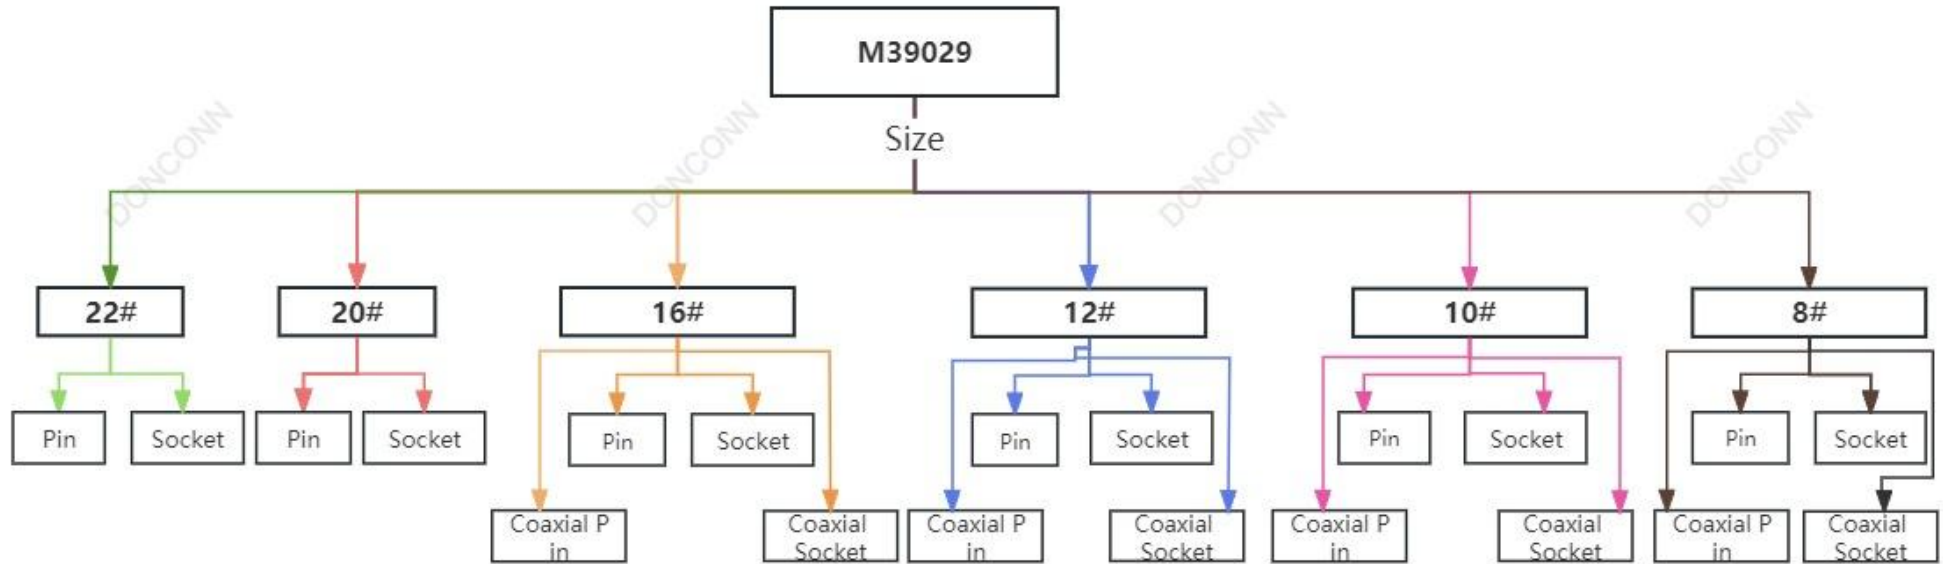 M39029
Size
DONCONN DONCONN DONCONN DONCONN
22# 20# 16# 12# 10# 8#
Pin Socket Pin Socket Pin Socket Pin Socket Pin Socket Pin Socket
Coaxial P
in
Coaxial
Socket
Coaxial P
in
Coaxial
Socket
Coaxial P
in
Coaxial
Socket
Coaxial P
in
Coaxial
Socket